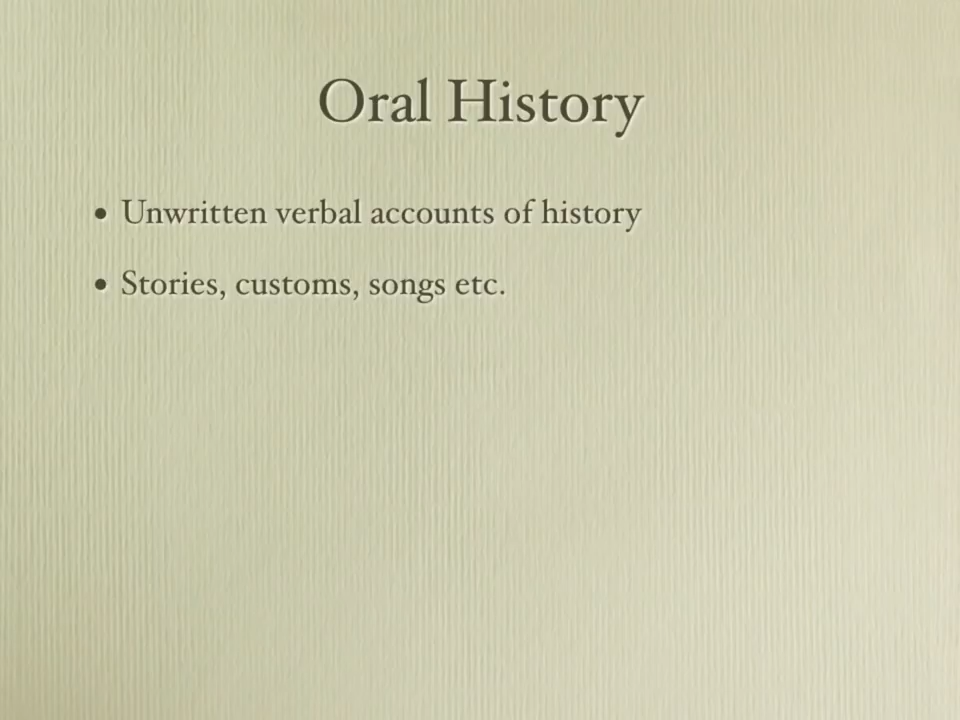 Oral History
• Unwritten verbal accounts of history
• Stories, customs, songs etc.